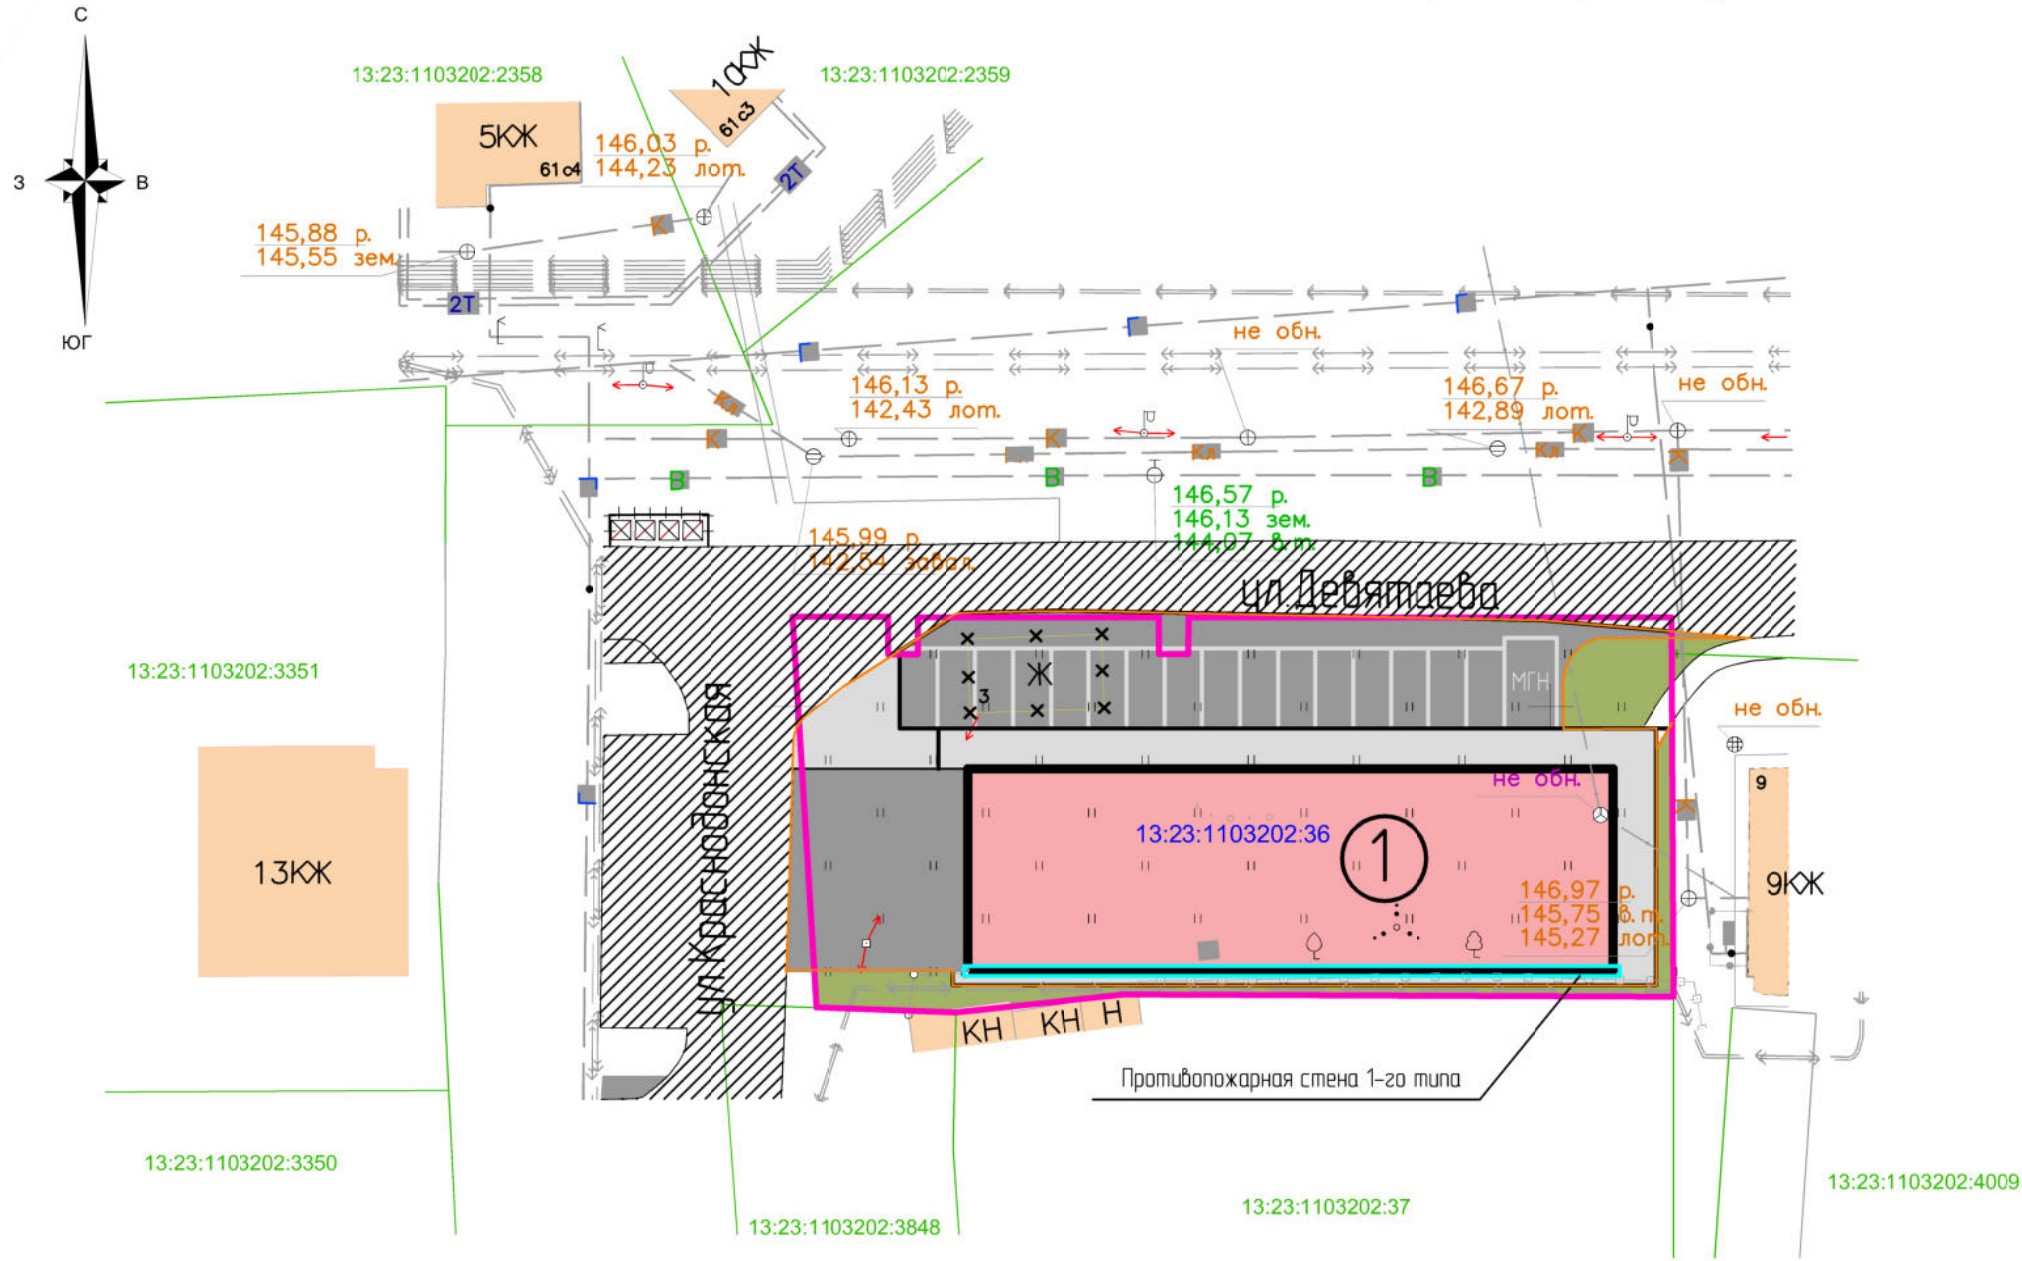 С
З
В
ЮГ
13:23:1103202:2358
10КЖ
61с3
13:23:1103202:2359
5КЖ
61с4
146,03 р.
144,23 лот.
2Т
К
145,88 р.
145,55 зем.
2Т
не обн.
146,13 р.
142,43 лот.
146,67 р.
142,89 лот.
не обн.
Кл
К
К
К
Кл
Кл
К
В
В
В
146,57 р.
146,13 зем.
144,07 в.т.
145,99 р.
142,54 завал.
ул.Девятаева
13:23:1103202:3351
Ж
3
МГН
не обн.
ул.Краснодонская
не обн.
9
К
13:23:1103202:36
1
13КЖ
9КЖ
146,97 р.
145,75 в.т.
145,27 лот.
КН
КН
Н
Противопожарная стена 1-го типа
13:23:1103202:3350
13:23:1103202:3848
13:23:1103202:37
13:23:1103202:4009